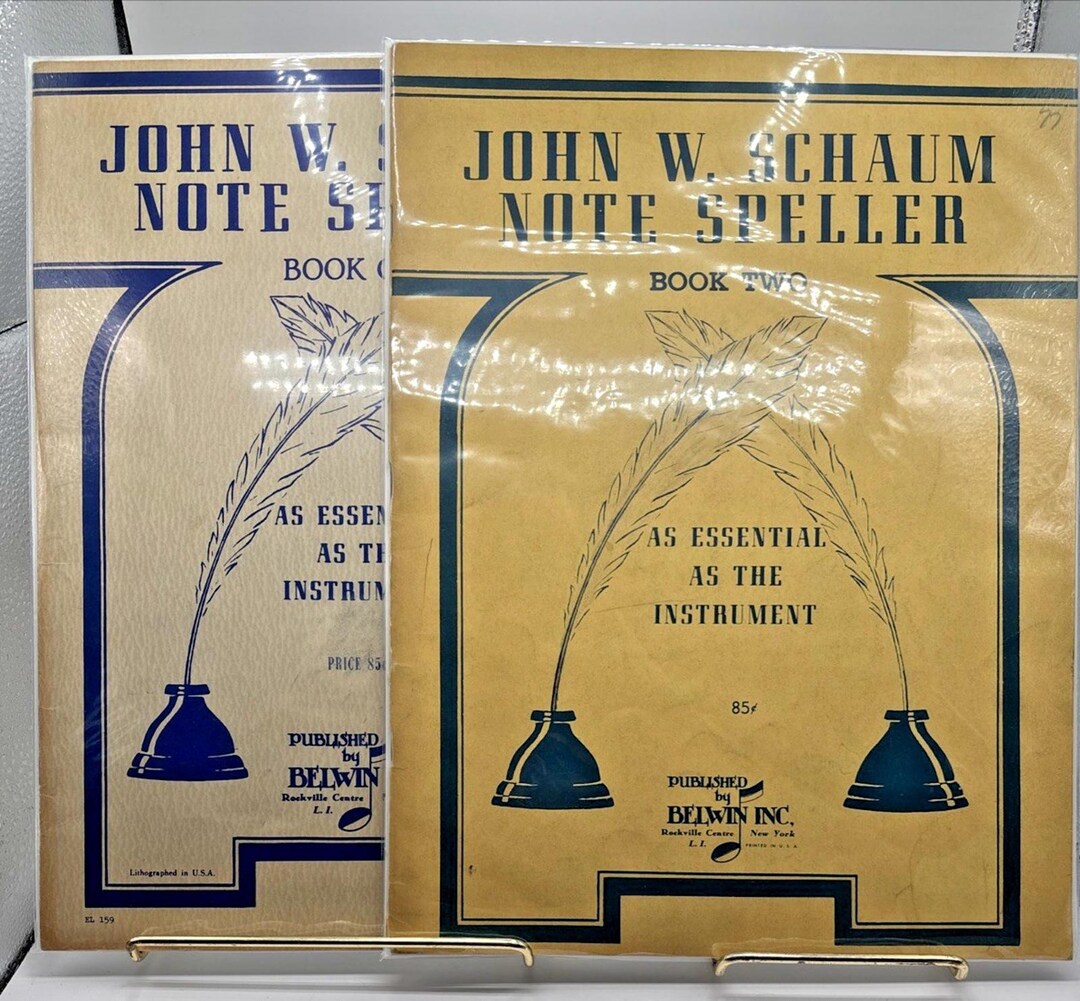 JOHN W.
NOTE
BOOK
AS ESSEN
AS TH
INSTRUM
PRICE 85¢
PUBLISHED
by
BELWIN
Rockville Centre
L. I.
Lithographed in U.S.A.
EL 159
JOHN W. SCHAUM
NOTE SPELLER
BOOK TWO
AS ESSENTIAL
AS THE
INSTRUMENT
85¢
PUBLISHED
by
BELWIN INC.
Rockville Centre New York
L. I. PRINTED IN U. S. A.